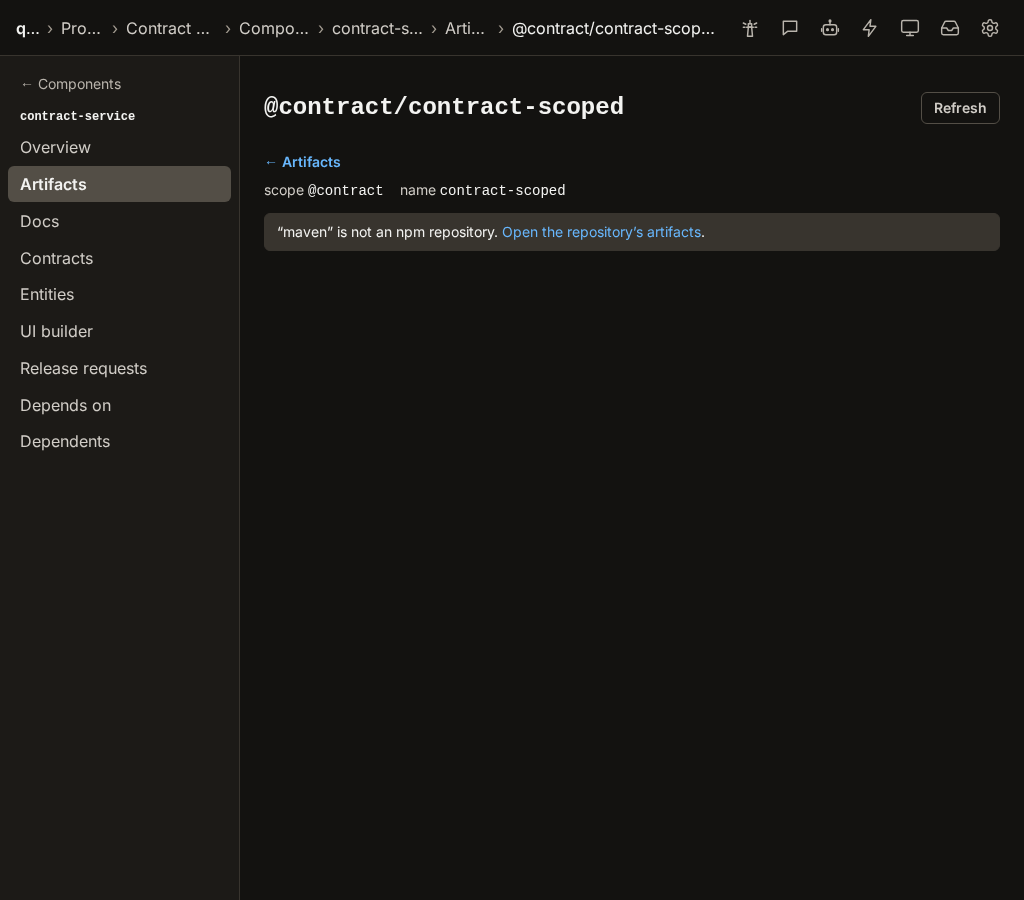 q... › Pro... › Contract ... › Compo... › contract-s... › Arti... › @contract/contract-scop...
← Components
contract-service
Overview
Artifacts
Docs
Contracts
Entities
UI builder
Release requests
Depends on
Dependents
@contract/contract-scoped
Refresh
← Artifacts
scope @contract name contract-scoped
“maven” is not an npm repository. Open the repository’s artifacts.